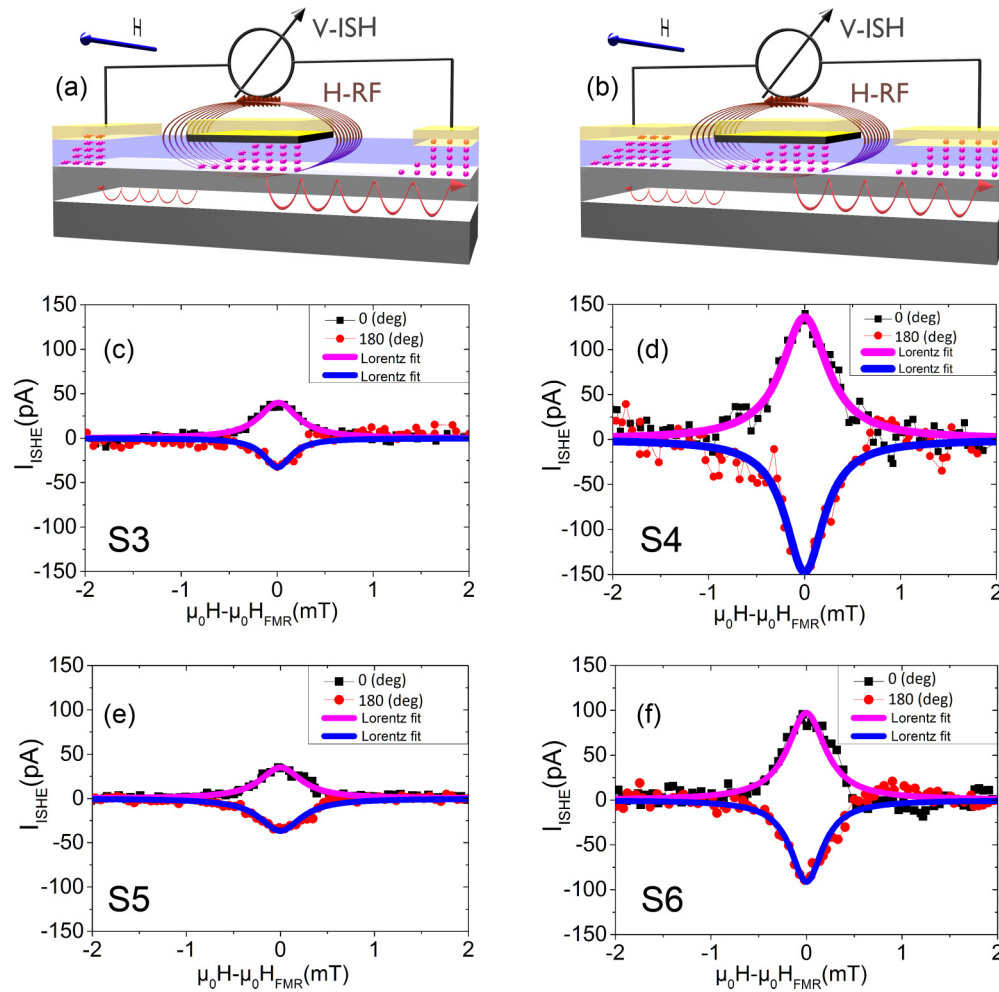 H
V-ISH
(a)
H-RF
H
V-ISH
(b)
H-RF
150
100
50
0
-50
-100
-150
I_ISHE(pA)
(c)
0 (deg)
180 (deg)
Lorentz fit
Lorentz fit
S3
-2 -1 0 1 2
μ₀H-μ₀H_FMR(mT)
150
100
50
0
-50
-100
-150
I_ISHE(pA)
(d)
0 (deg)
180 (deg)
Lorentz fit
Lorentz fit
S4
-2 -1 0 1 2
μ₀H-μ₀H_FMR(mT)
150
100
50
0
-50
-100
-150
I_ISHE(pA)
(e)
0 (deg)
180 (deg)
Lorentz fit
Lorentz fit
S5
-2 -1 0 1 2
μ₀H-μ₀H_FMR(mT)
150
100
50
0
-50
-100
-150
I_ISHE(pA)
(f)
0 (deg)
180 (deg)
Lorentz fit
Lorentz fit
S6
-2 -1 0 1 2
μ₀H-μ₀H_FMR(mT)